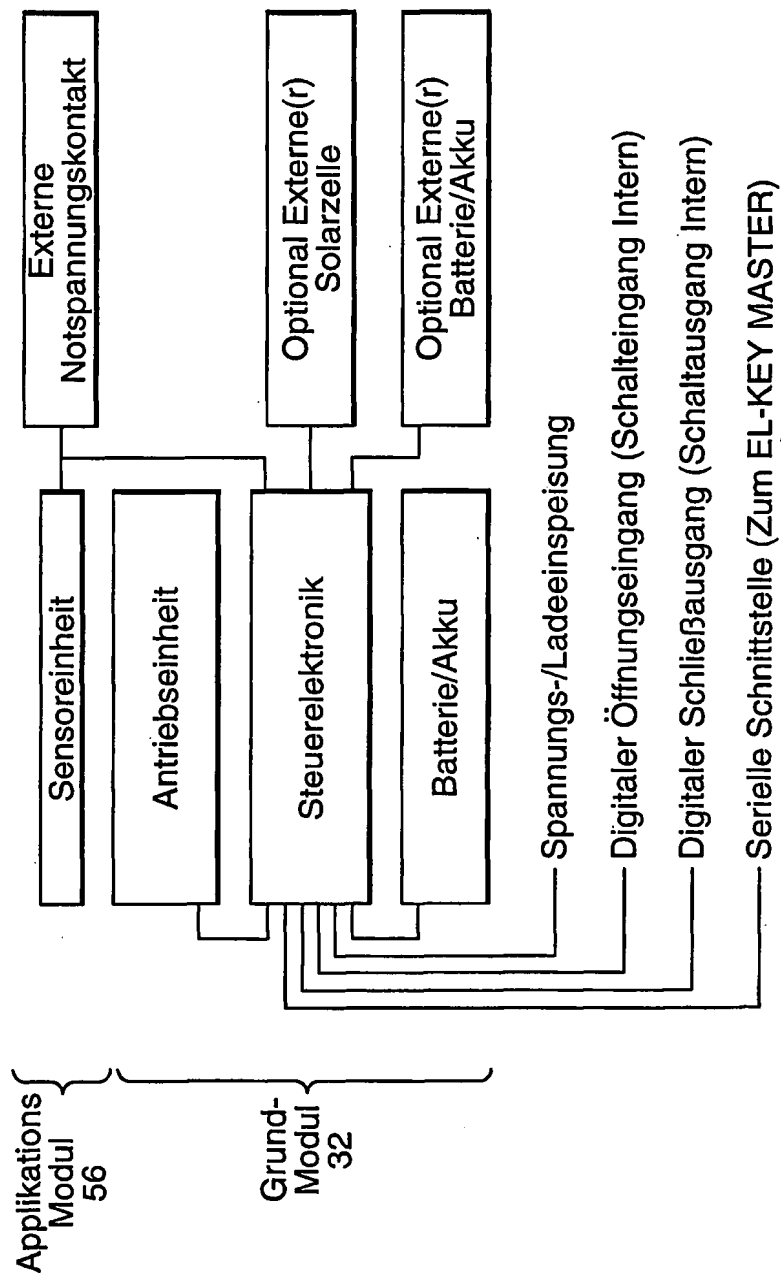 Applikations
Modul
56
Grund-
Modul
32
Sensoreinheit
Antriebseinheit
Steuerelektronik
Batterie/Akku
Externe
Notspannungskontakt
Optional Externe(r)
Solarzelle
Optional Externe(r)
Batterie/Akku
Spannungs-/Ladeeinspeisung
Digitaler Öffnungseingang (Schalteingang Intern)
Digitaler Schließausgang (Schaltausgang Intern)
Serielle Schnittstelle (Zum EL-KEY MASTER)